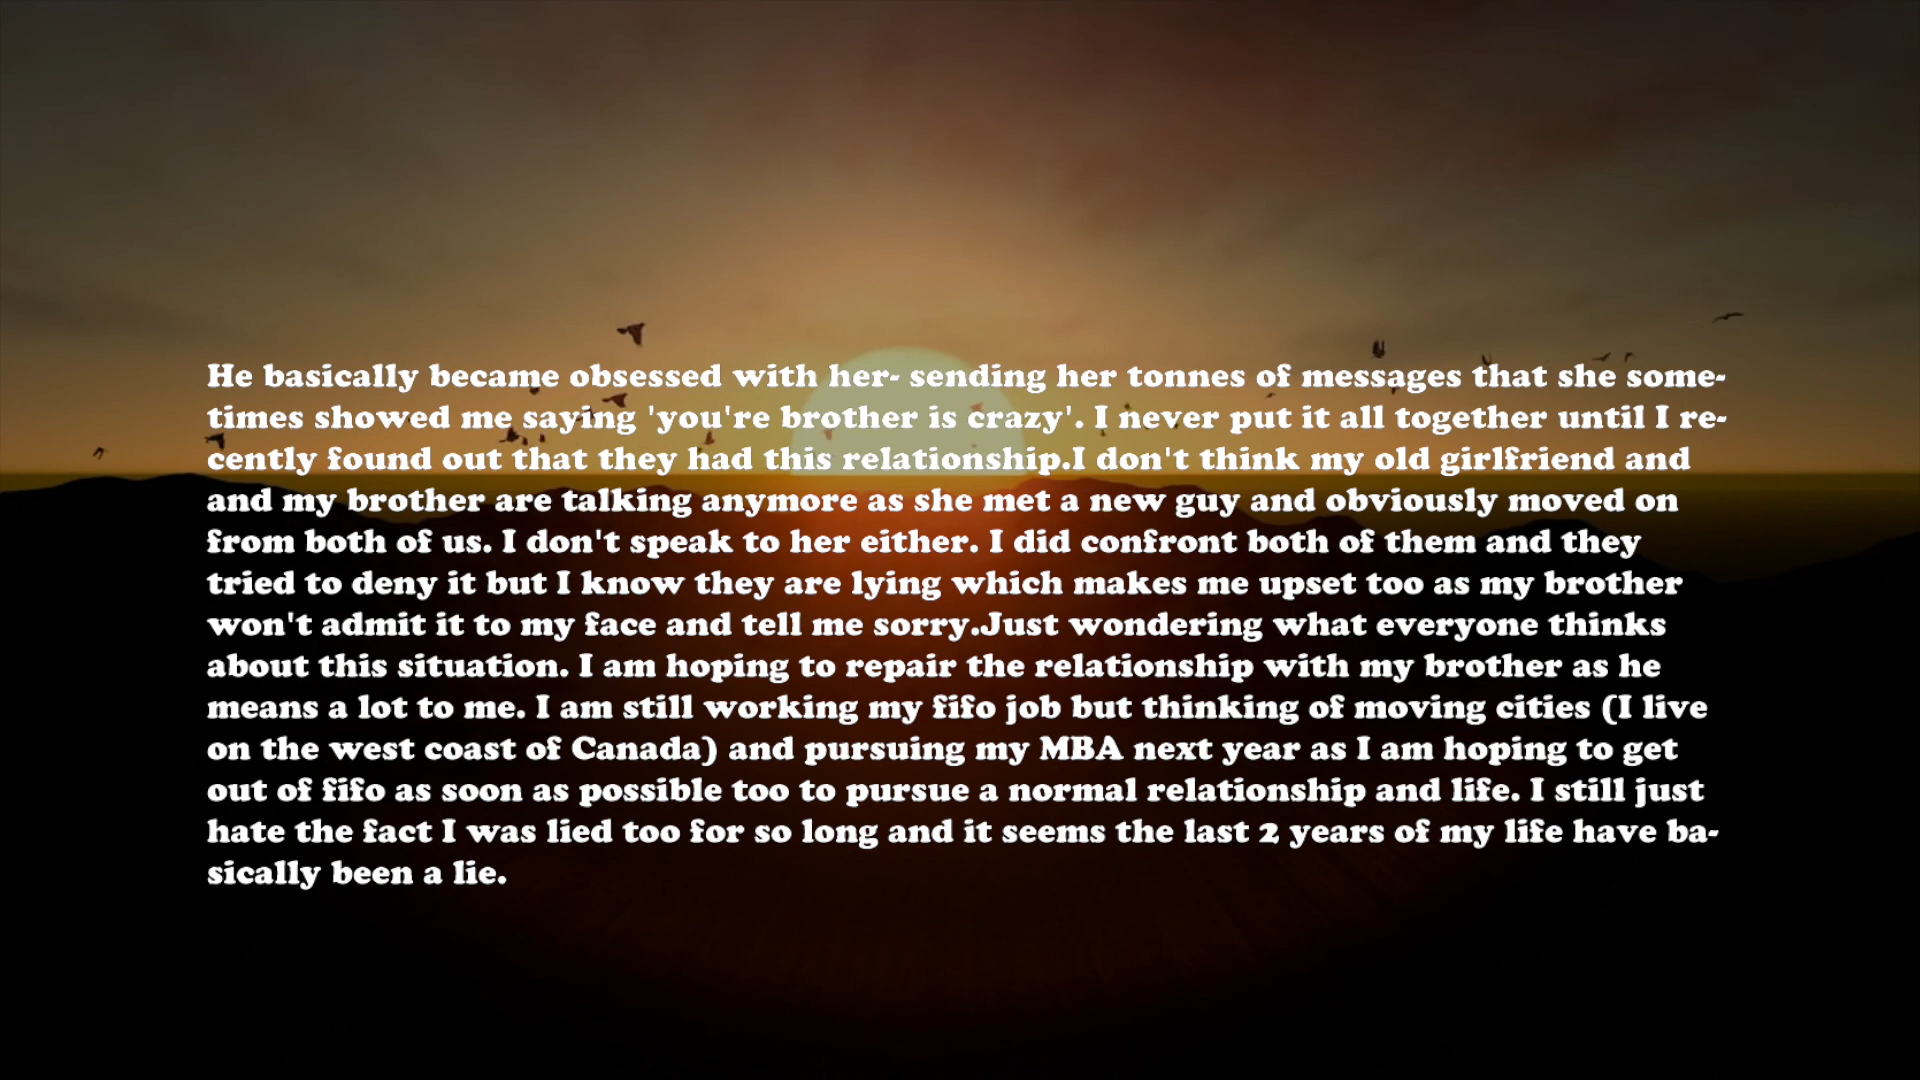 He basically became obsessed with her- sending her tonnes of messages that she some-
times showed me saying 'you're brother is crazy'. I never put it all together until I re-
cently found out that they had this relationship.I don't think my old girlfriend and
and my brother are talking anymore as she met a new guy and obviously moved on
from both of us. I don't speak to her either. I did confront both of them and they
tried to deny it but I know they are lying which makes me upset too as my brother
won't admit it to my face and tell me sorry.Just wondering what everyone thinks
about this situation. I am hoping to repair the relationship with my brother as he
means a lot to me. I am still working my fifo job but thinking of moving cities (I live
on the west coast of Canada) and pursuing my MBA next year as I am hoping to get
out of fifo as soon as possible too to pursue a normal relationship and life. I still just
hate the fact I was lied too for so long and it seems the last 2 years of my life have ba-
sically been a lie.